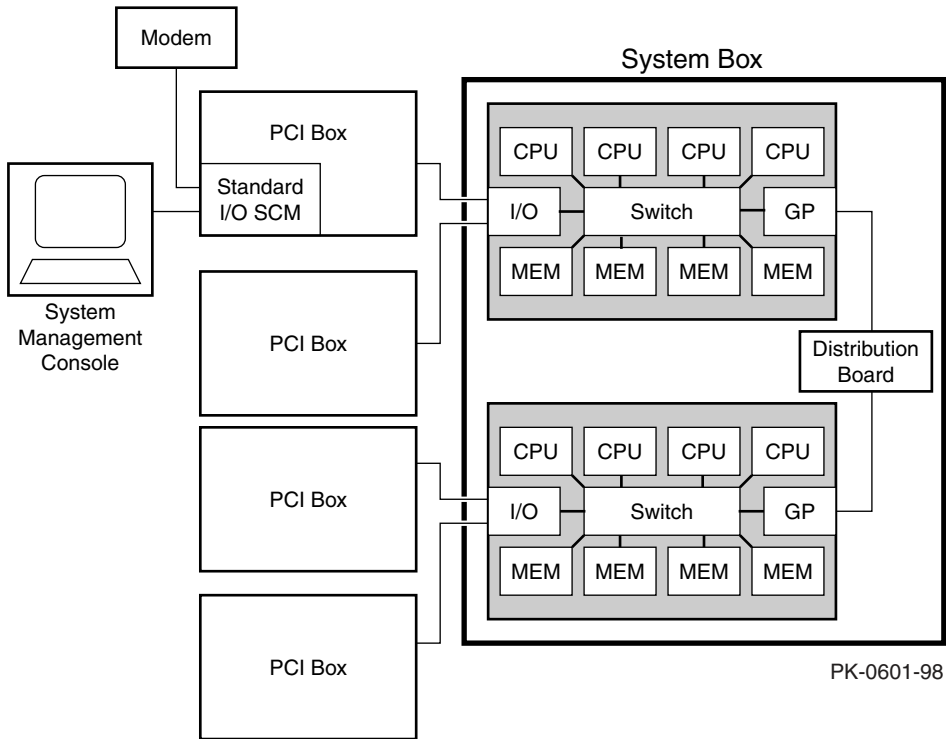 Modem
System Box
PCI Box
Standard
I/O SCM
System
Management
Console
PCI Box
PCI Box
PCI Box
CPU CPU CPU CPU
I/O Switch GP
MEM MEM MEM MEM
Distribution
Board
CPU CPU CPU CPU
I/O Switch GP
MEM MEM MEM MEM
PK-0601-98